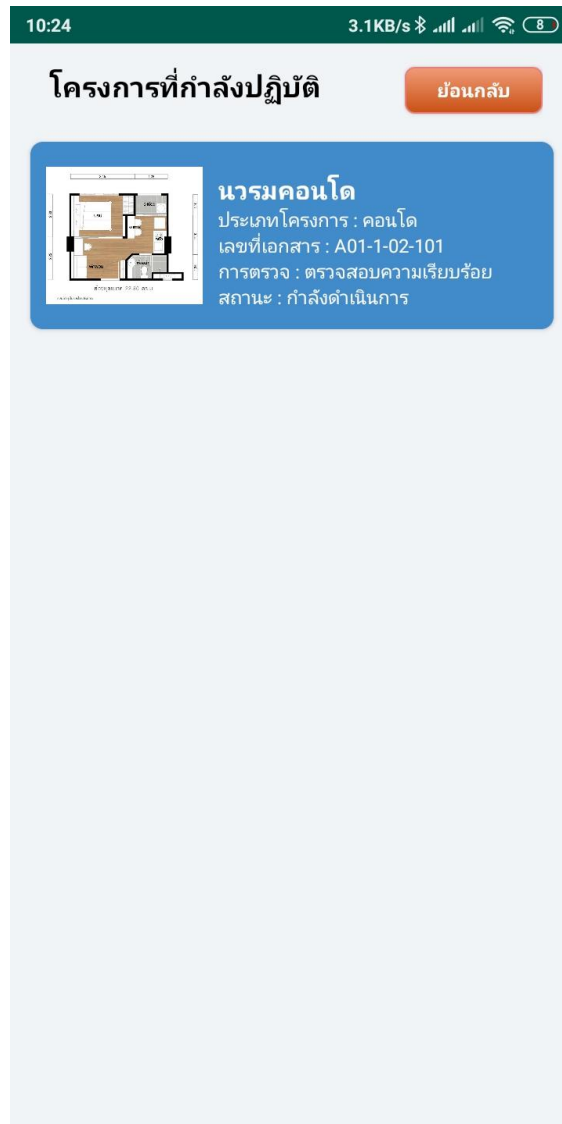 10:24
3.1KB/s
8
โครงการที่กำลังปฏิบัติ
ย้อนกลับ
นวรมคอนโด
ประเภทโครงการ : คอนโด
เลขที่เอกสาร : A01-1-02-101
การตรวจ : ตรวจสอบความเรียบร้อย
สถานะ : กำลังดำเนินการ